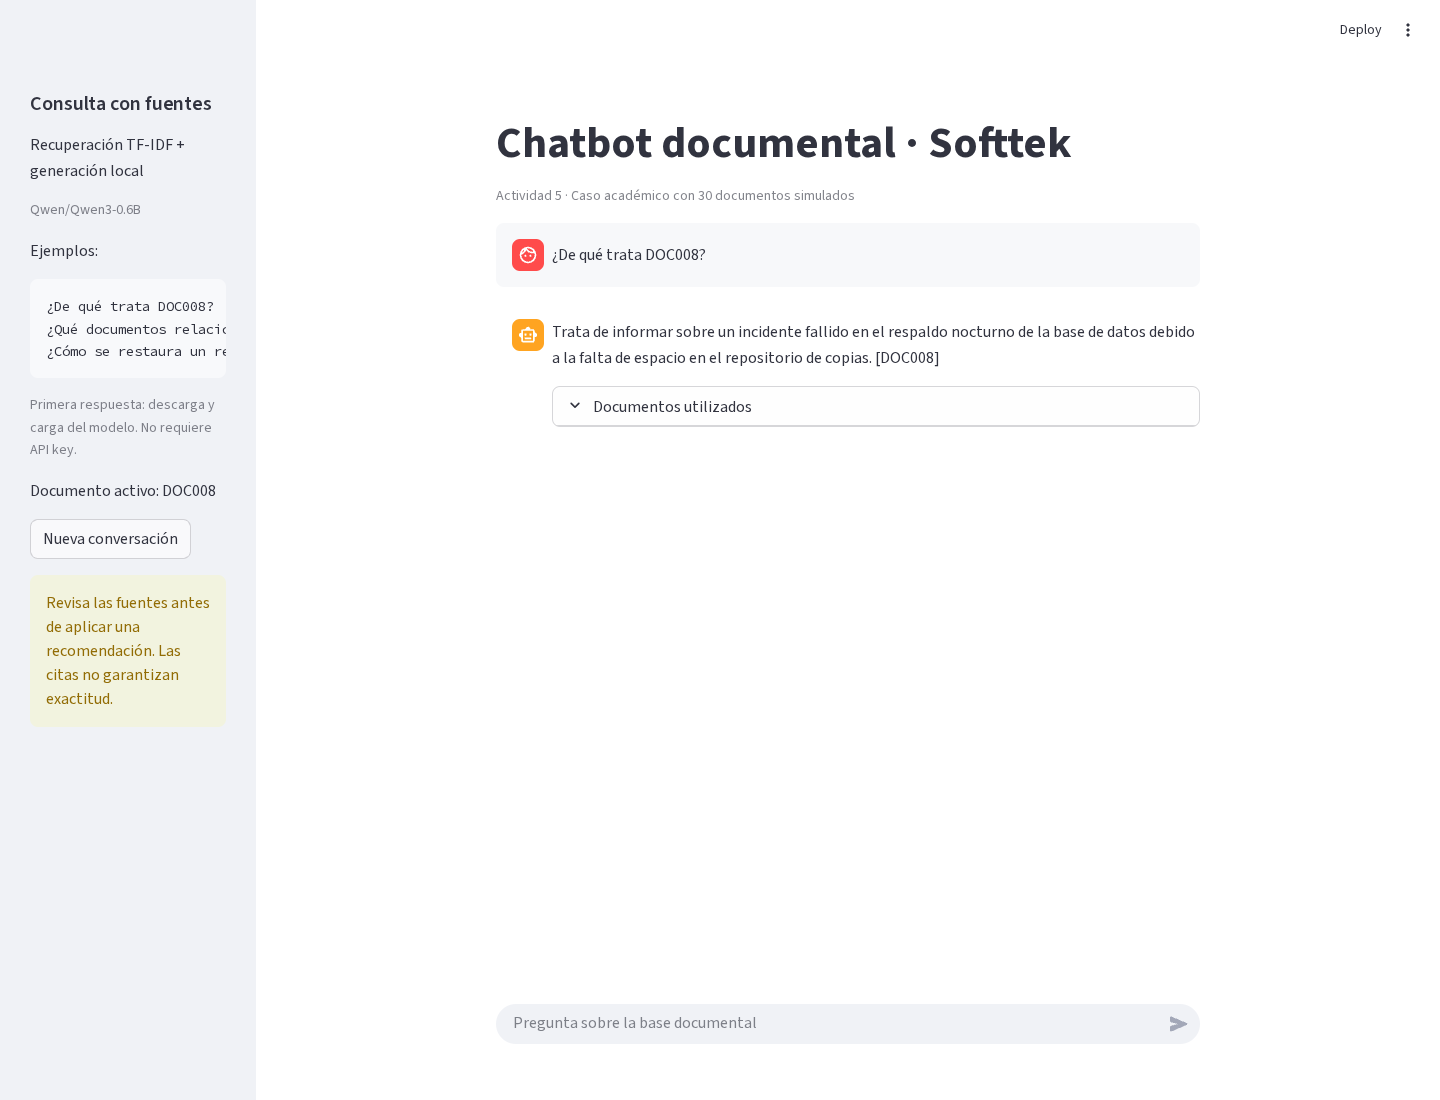 Deploy
Consulta con fuentes
Recuperación TF-IDF +
generación local
Qwen/Qwen3-0.6B
Ejemplos:
¿De qué trata DOC008?
¿Qué documentos relacio
¿Cómo se restaura un re
Primera respuesta: descarga y
carga del modelo. No requiere
API key.
Documento activo: DOC008
Nueva conversación
Revisa las fuentes antes
de aplicar una
recomendación. Las
citas no garantizan
exactitud.
Chatbot documental · Softtek
Actividad 5 · Caso académico con 30 documentos simulados
¿De qué trata DOC008?
Trata de informar sobre un incidente fallido en el respaldo nocturno de la base de datos debido
a la falta de espacio en el repositorio de copias. [DOC008]
Documentos utilizados
Pregunta sobre la base documental